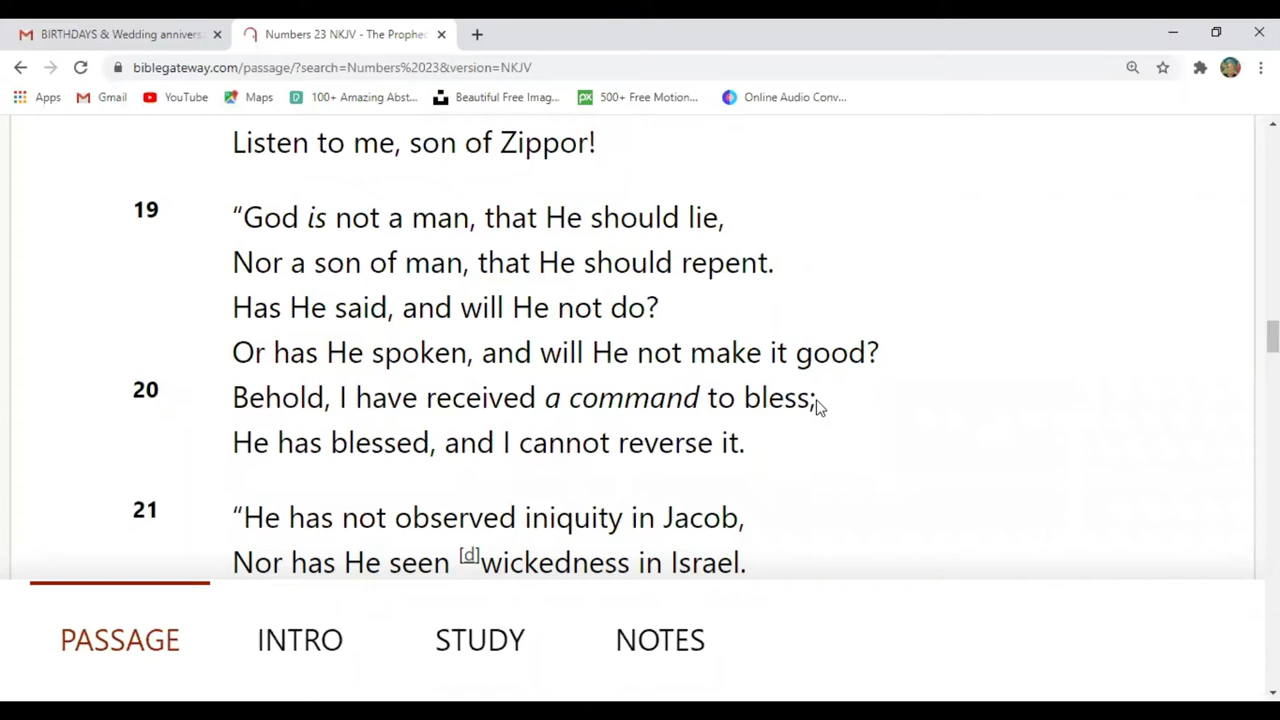 BIRTHDAYS & Wedding annivers
Numbers 23 NKJV - The Prophe
biblegateway.com/passage/?search=Numbers%2023&version=NKJV
Apps Gmail YouTube Maps 100+ Amazing Abst... Beautiful Free Imag... 500+ Free Motion... Online Audio Conv...
Listen to me, son of Zippor!
19 “God is not a man, that He should lie,
Nor a son of man, that He should repent.
Has He said, and will He not do?
Or has He spoken, and will He not make it good?
20 Behold, I have received a command to bless;
He has blessed, and I cannot reverse it.
21 “He has not observed iniquity in Jacob,
Nor has He seen [d]wickedness in Israel.
PASSAGE INTRO STUDY NOTES